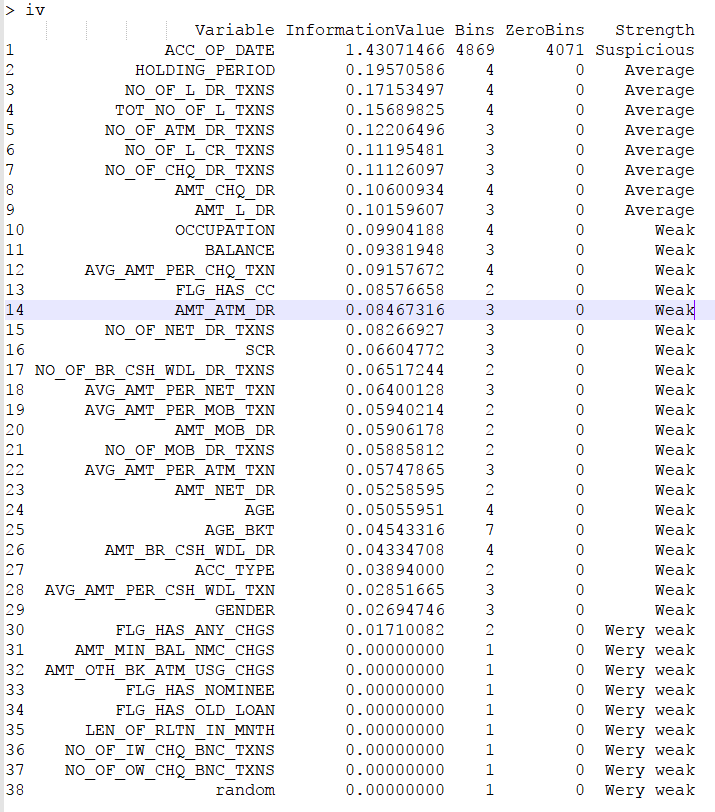 > iv
Variable InformationValue Bins ZeroBins Strength
1 ACC_OP_DATE 1.43071466 4869 4071 Suspicious
2 HOLDING_PERIOD 0.19570586 4 0 Average
3 NO_OF_L_DR_TXNS 0.17153497 4 0 Average
4 TOT_NO_OF_L_TXNS 0.15689825 4 0 Average
5 NO_OF_ATM_DR_TXNS 0.12206496 3 0 Average
6 NO_OF_L_CR_TXNS 0.11195481 3 0 Average
7 NO_OF_CHQ_DR_TXNS 0.11126097 3 0 Average
8 AMT_CHQ_DR 0.10600934 4 0 Average
9 AMT_L_DR 0.10159607 3 0 Average
10 OCCUPATION 0.09904188 4 0 Weak
11 BALANCE 0.09381948 3 0 Weak
12 AVG_AMT_PER_CHQ_TXN 0.09157672 4 0 Weak
13 FLG_HAS_CC 0.08576658 2 0 Weak
14 AMT_ATM_DR 0.08467316 3 0 Weak
15 NO_OF_NET_DR_TXNS 0.08266927 3 0 Weak
16 SCR 0.06604772 3 0 Weak
17 NO_OF_BR_CSH_WDL_DR_TXNS 0.06517244 2 0 Weak
18 AVG_AMT_PER_NET_TXN 0.06400128 3 0 Weak
19 AVG_AMT_PER_MOB_TXN 0.05940214 2 0 Weak
20 AMT_MOB_DR 0.05906178 2 0 Weak
21 NO_OF_MOB_DR_TXNS 0.05885812 2 0 Weak
22 AVG_AMT_PER_ATM_TXN 0.05747865 3 0 Weak
23 AMT_NET_DR 0.05258595 2 0 Weak
24 AGE 0.05055951 4 0 Weak
25 AGE_BKT 0.04543316 7 0 Weak
26 AMT_BR_CSH_WDL_DR 0.04334708 4 0 Weak
27 ACC_TYPE 0.03894000 2 0 Weak
28 AVG_AMT_PER_CSH_WDL_TXN 0.02851665 3 0 Weak
29 GENDER 0.02694746 3 0 Weak
30 FLG_HAS_ANY_CHGS 0.01710082 2 0 Wery weak
31 AMT_MIN_BAL_NMC_CHGS 0.00000000 1 0 Wery weak
32 AMT_OTH_BK_ATM_USG_CHGS 0.00000000 1 0 Wery weak
33 FLG_HAS_NOMINEE 0.00000000 1 0 Wery weak
34 FLG_HAS_OLD_LOAN 0.00000000 1 0 Wery weak
35 LEN_OF_RLTN_IN_MNTH 0.00000000 1 0 Wery weak
36 NO_OF_IW_CHQ_BNC_TXNS 0.00000000 1 0 Wery weak
37 NO_OF_OW_CHQ_BNC_TXNS 0.00000000 1 0 Wery weak
38 random 0.00000000 1 0 Wery weak